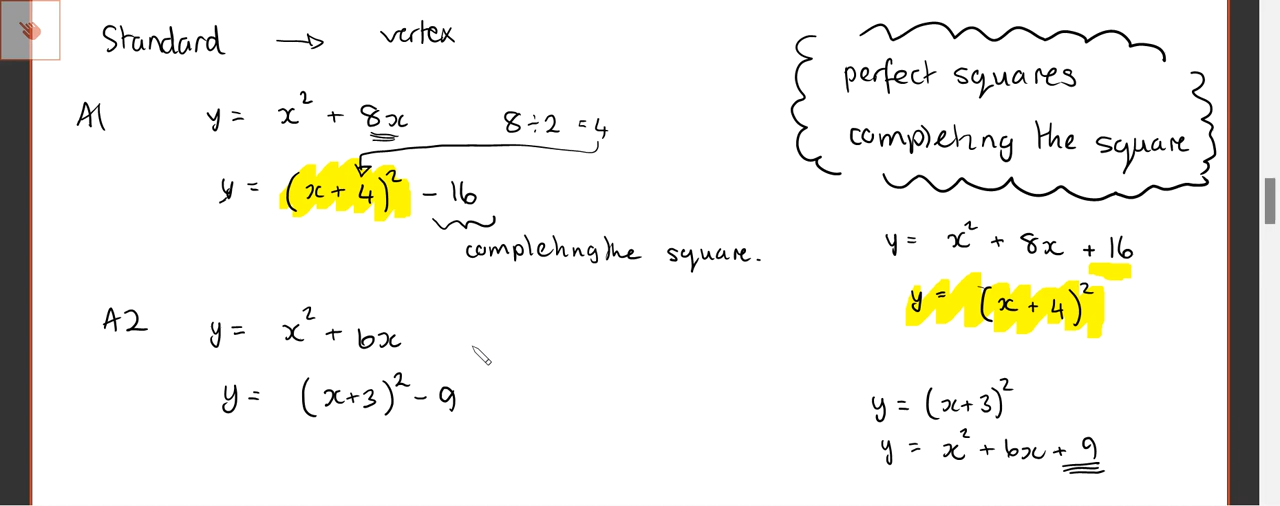 Standard → vertex
A1 y = x² + 8x 8÷2 = 4
y = (x + 4)² - 16
completing the square.
A2 y = x² + 6x
y = (x+3)² - 9
perfect squares
completing the square
y = x² + 8x + 16
y = (x + 4)²
y = (x+3)²
y = x² + 6x + 9